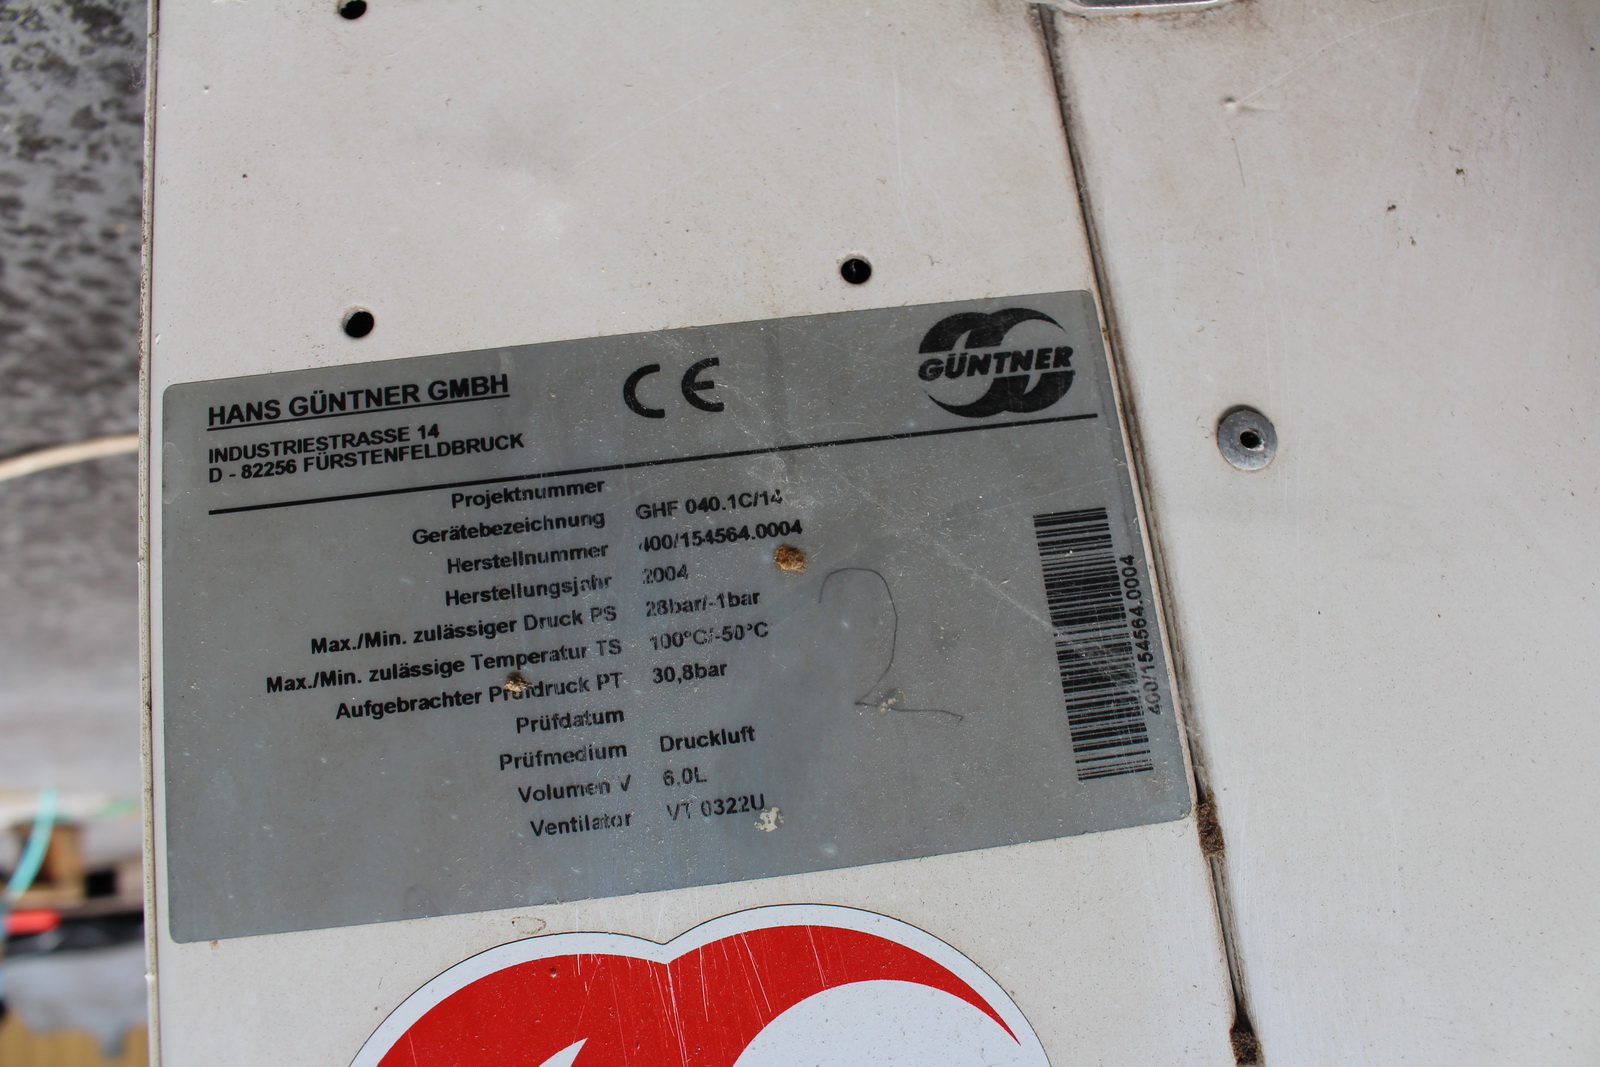 HANS GÜNTNER GMBH
INDUSTRIESTRASSE 14
D - 82256 FÜRSTENFELDBRUCK
CE
GÜNTNER
Projektnummer
Gerätebezeichnung GHF 040.1C/14
Herstellnummer 400/154564.0004
Herstellungsjahr 2004
Max./Min. zulässiger Druck PS 28bar/-1bar
Max./Min. zulässige Temperatur TS 100°C/-50°C
Aufgebrachter Prüfdruck PT 30,8bar
Prüfdatum
Prüfmedium Druckluft
Volumen V 6.0L
Ventilator VT 0322U
2
400/154564.0004